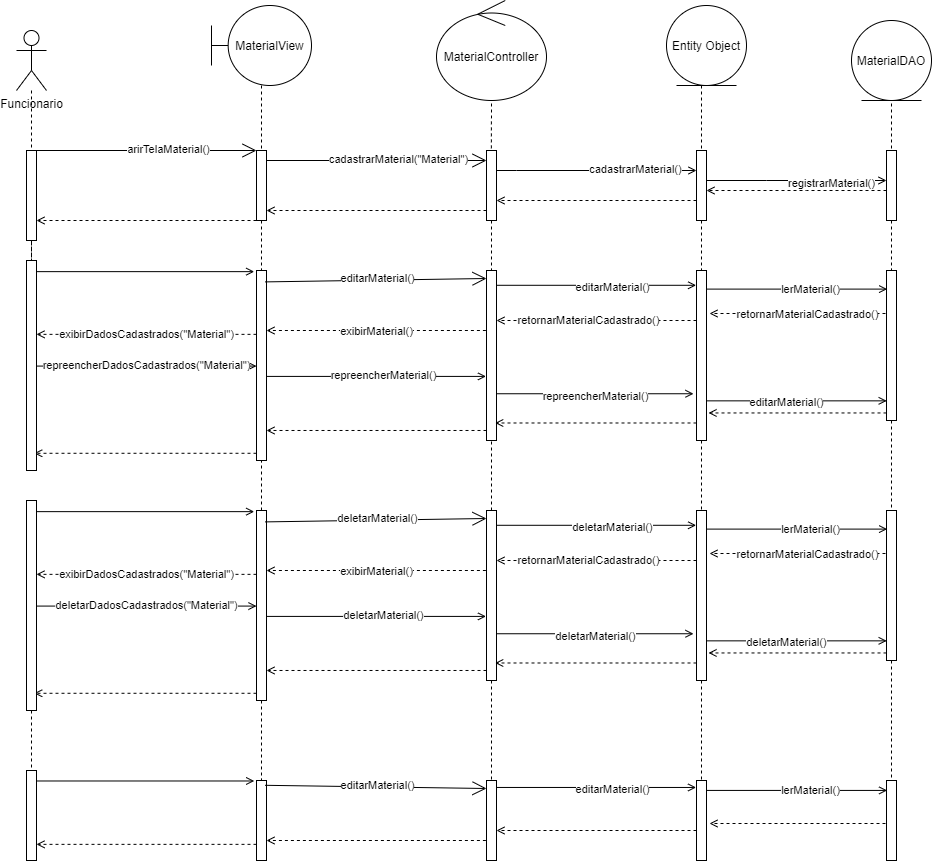 MaterialView
MaterialController
Entity Object
MaterialDAO
Funcionario
arirTelaMaterial()
cadastrarMaterial("Material")
cadastrarMaterial()
registrarMaterial()
editarMaterial()
editarMaterial()
lerMaterial()
retornarMaterialCadastrado()
retornarMaterialCadastrado()
exibirMaterial()
exibirDadosCadastrados("Material")
repreencherDadosCadastrados("Material")
repreencherMaterial()
repreencherMaterial()
editarMaterial()
deletarMaterial()
deletarMaterial()
lerMaterial()
retornarMaterialCadastrado()
retornarMaterialCadastrado()
exibirMaterial()
exibirDadosCadastrados("Material")
deletarDadosCadastrados("Material")
deletarMaterial()
deletarMaterial()
deletarMaterial()
editarMaterial()
editarMaterial()
lerMaterial()